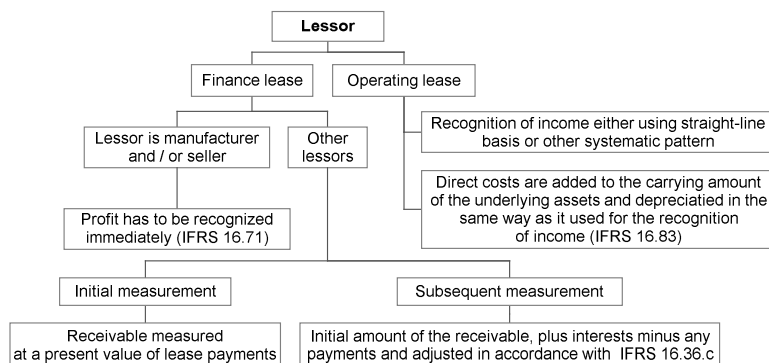 Lessor
Finance lease
Operating lease
Lessor is manufacturer
and / or seller
Other
lessors
Recognition of income either using straight-line
basis or other systematic pattern
Direct costs are added to the carrying amount
of the underlying assets and depreciatied in the
same way as it used for the recognition
of income (IFRS 16.83)
Profit has to be recognized
immediately (IFRS 16.71)
Initial measurement
Subsequent measurement
Receivable measured
at a present value of lease payments
Initial amount of the receivable, plus interests minus any
payments and adjusted in accordance with IFRS 16.36.c